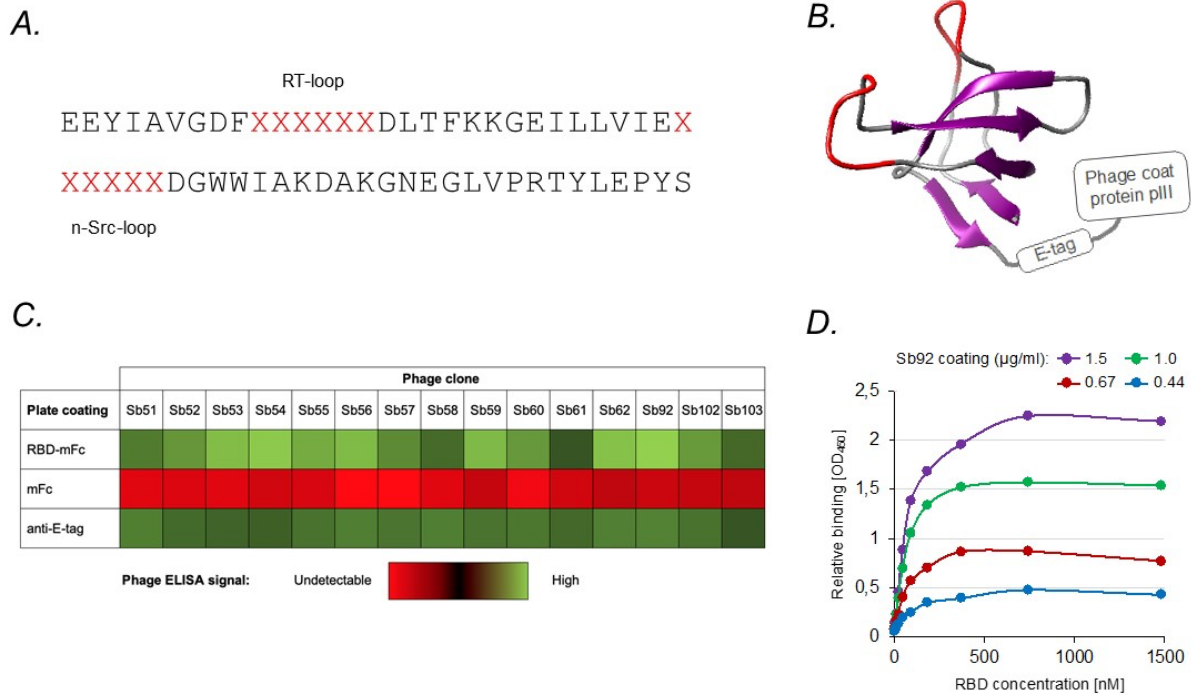 A.
RT-loop
EEYIAVGDFXXXXXXDLTFKKGEILLVIEX
XXXXXDGWWIAKDAKGNEGLVPRTYLEPYS
n-Src-loop
B.
Phage coat
protein pIII
E-tag
C.
Phage clone
Plate coating Sb51 Sb52 Sb53 Sb54 Sb55 Sb56 Sb57 Sb58 Sb59 Sb60 Sb61 Sb62 Sb92 Sb102 Sb103
RBD-mFc
mFc
anti-E-tag
Phage ELISA signal: Undetectable High
D.
Sb92 coating (µg/ml): 1.5 1.0
0.67 0.44
2,5
2
1,5
1
0,5
0
Relative binding [OD450]
0 500 1000 1500
RBD concentration [nM]